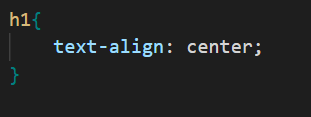 h1{
    text-align: center;
}